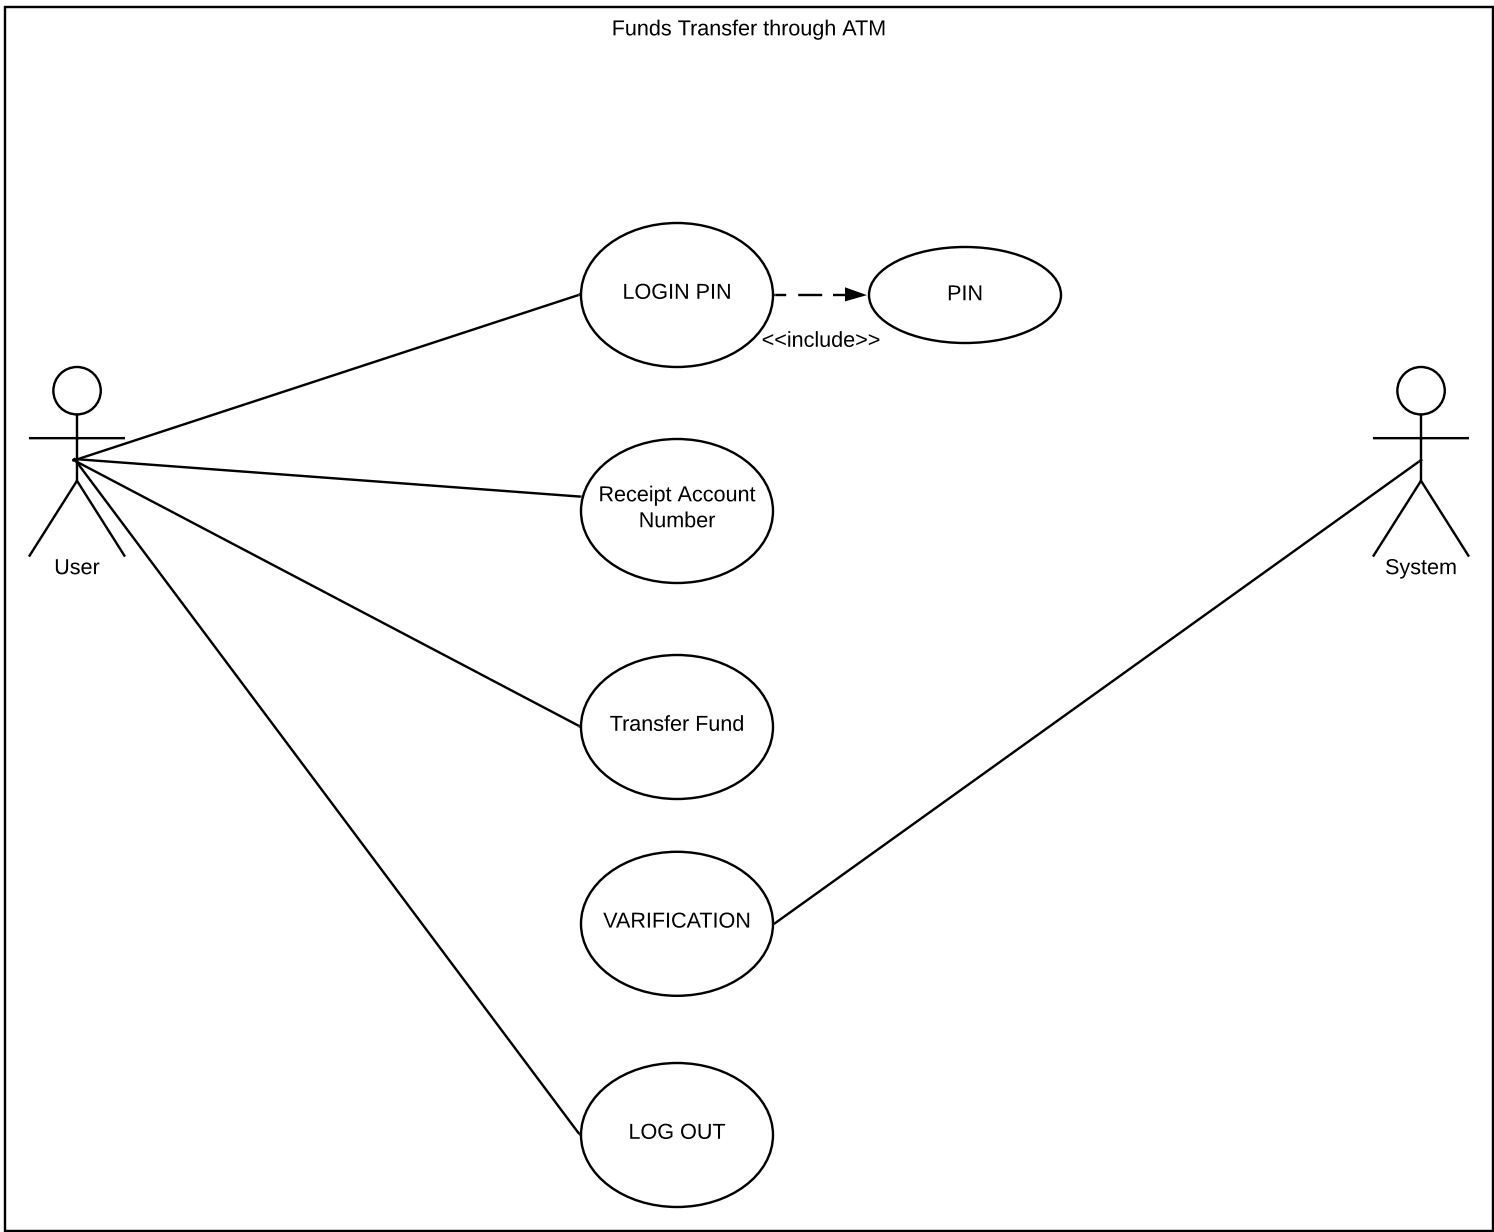 Funds Transfer through ATM
LOGIN PIN
PIN
<<include>>
Receipt Account
Number
User
System
Transfer Fund
VARIFICATION
LOG OUT